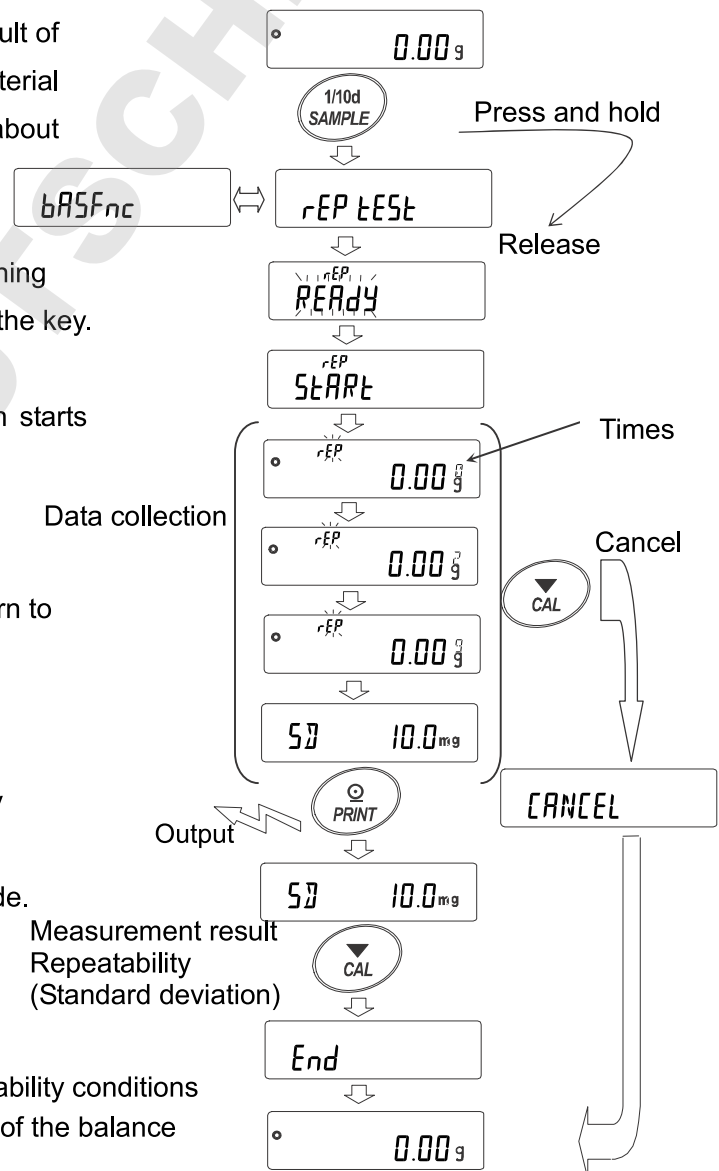 ult of
0.00 g
terial
1/10d
SAMPLE
Press and hold
about
bASFnc
rEP tESt
Release
ning
rEP
REAdY
the key.
rEP
StARt
n starts
Times
rEP
0.00 g
Data collection
rEP
0.00 g 2
Cancel
CAL
rn to
rEP
0.00 g 3
SD 10.0 mg
PRINT
CANCEL
Output
SD 10.0 mg
de.
Measurement result
Repeatability
(Standard deviation)
CAL
End
ability conditions
of the balance
0.00 g